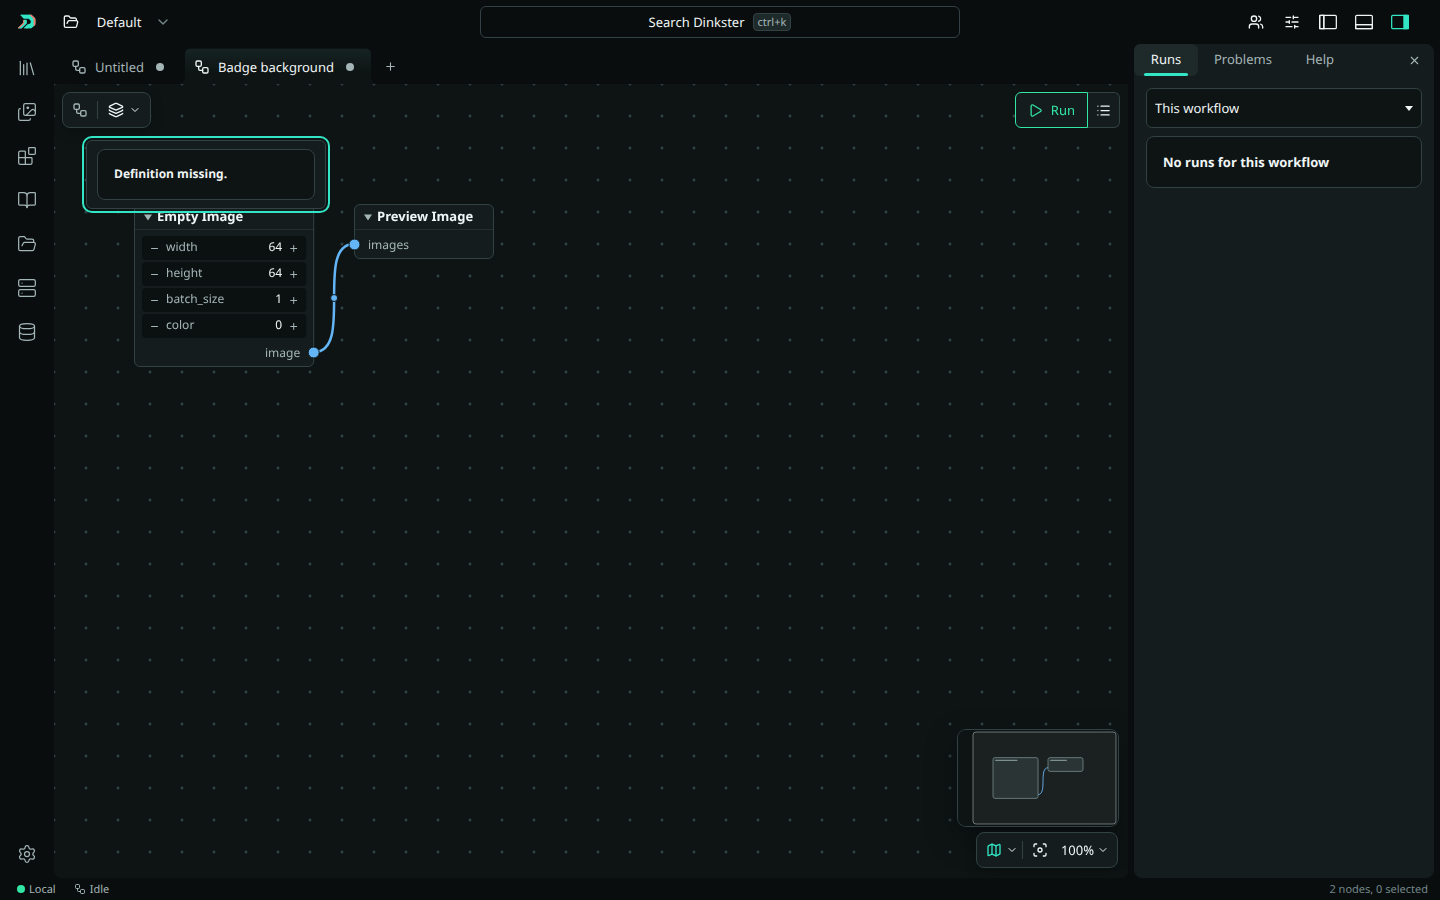 Default
Search Dinkster ctrl+k
Untitled
Badge background
Run
Definition missing.
Empty Image
width 64
height 64
batch_size 1
color 0
image
Preview Image
images
100%
Runs Problems Help
This workflow
No runs for this workflow
Local Idle
2 nodes, 0 selected